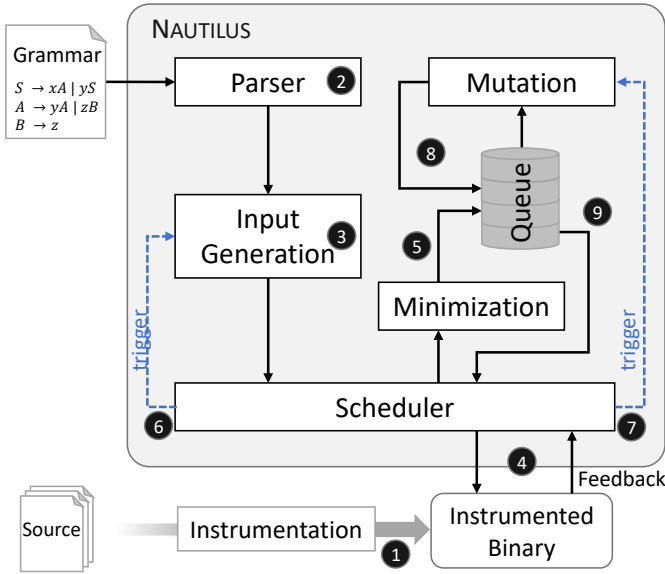 NAUTILUS
Grammar
S → xA | yS
A → yA | zB
B → z
Parser
2
Mutation
8
Queue
9
Input
Generation
3
5
Minimization
trigger
trigger
Scheduler
6
7
4
Feedback
Source
Instrumentation
1
Instrumented
Binary